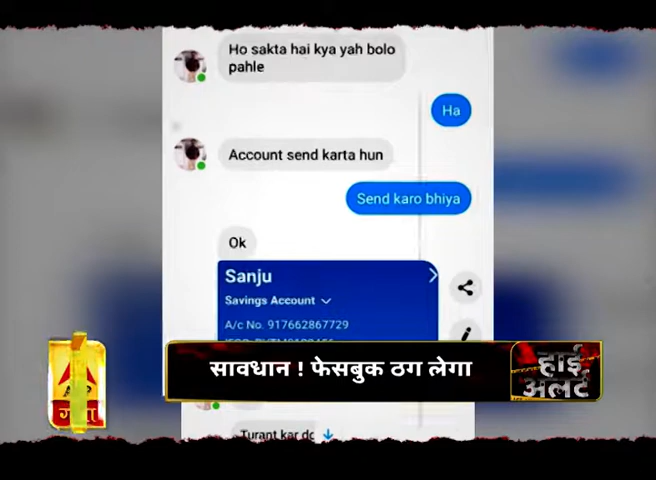 Ho sakta hai kya yah bolo
pahle
Ha
Account send karta hun
Send karo bhiya
Ok
Sanju
Savings Account
A/c No. 917662867729
सावधान ! फेसबुक ठग लेगा
हाई
अलर्ट
ABP
गंगा
Turant kar do